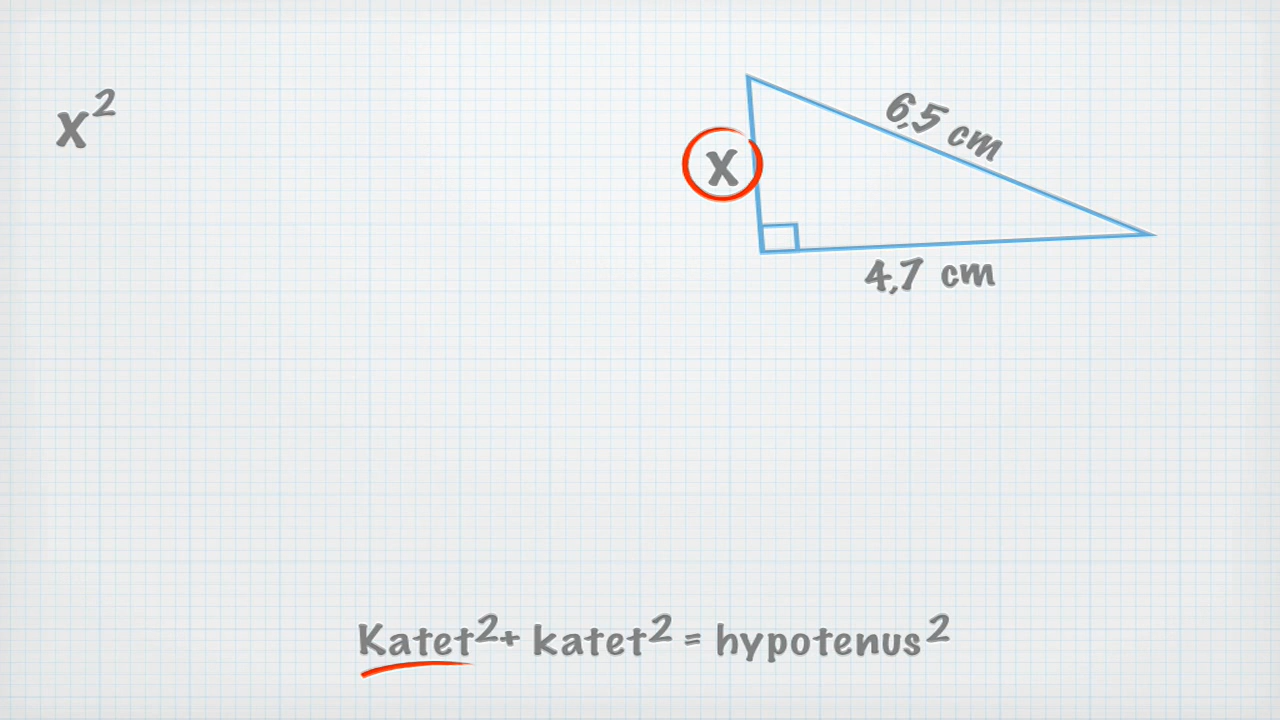 x²
6,5 cm
x
4,7 cm
Katet² + katet² = hypotenus²